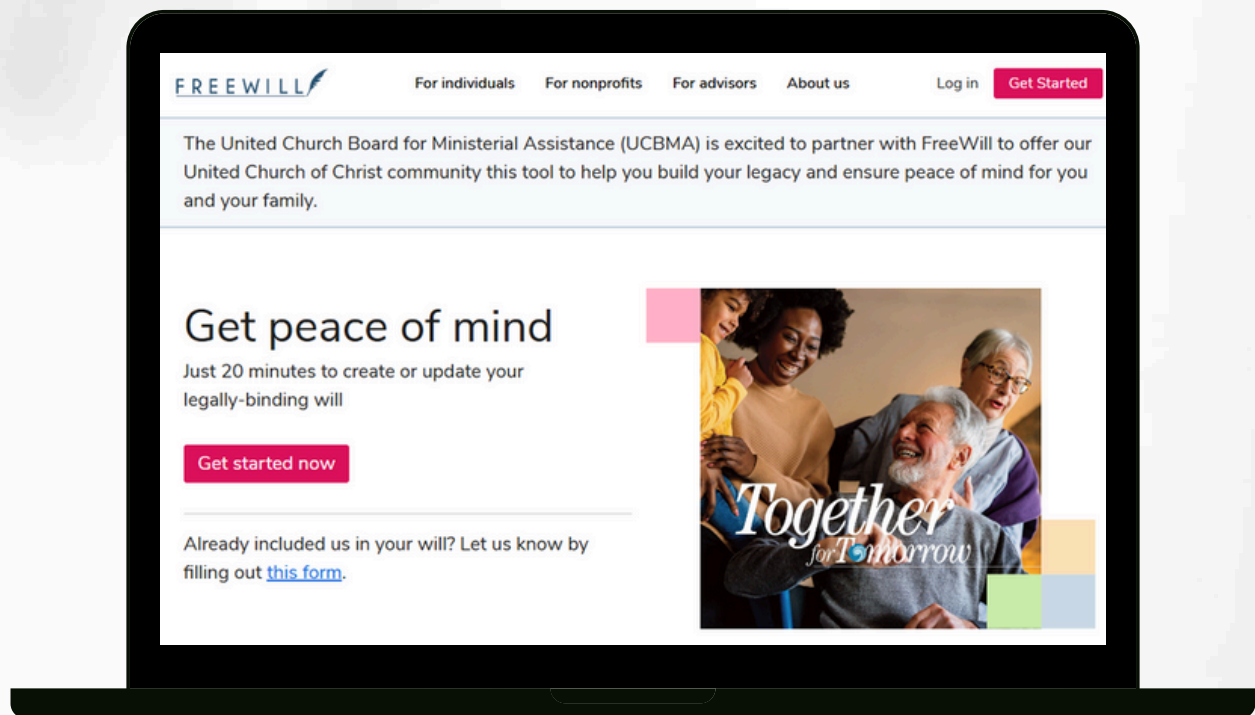 FREEWILL
For individuals
For nonprofits
For advisors
About us
Log in
Get Started
The United Church Board for Ministerial Assistance (UCBMA) is excited to partner with FreeWill to offer our
United Church of Christ community this tool to help you build your legacy and ensure peace of mind for you
and your family.
Get peace of mind
Just 20 minutes to create or update your
legally-binding will
Get started now
Already included us in your will? Let us know by
filling out this form.
Together
for Tomorrow